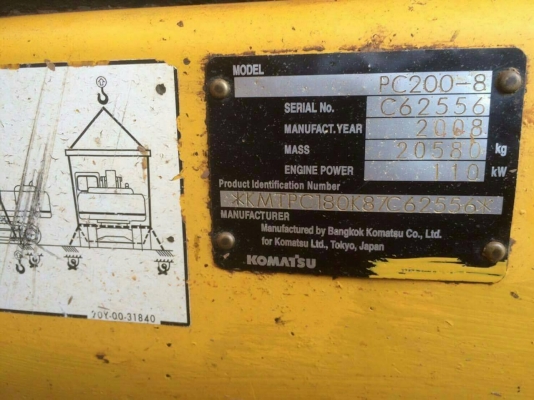 MODEL PC200-8
SERIAL No. C62556
MANUFACT.YEAR 2008
MASS 20580 kg
ENGINE POWER 110 kW
Product Identification Number
*KMTPC180K87C62556*
MANUFACTURER
Manufactured by Bangkok Komatsu Co., Ltd.
for Komatsu Ltd., Tokyo, Japan
KOMATSU
20Y-00-31840